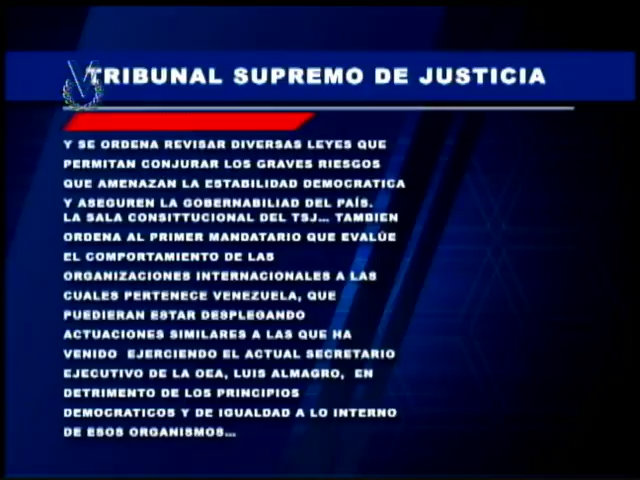 TRIBUNAL SUPREMO DE JUSTICIA
Y SE ORDENA REVISAR DIVERSAS LEYES QUE
PERMITAN CONJURAR LOS GRAVES RIESGOS
QUE AMENAZAN LA ESTABILIDAD DEMOCRATICA
Y ASEGUREN LA GOBERNABILIAD DEL PAÍS.
LA SALA CONSITTUCIONAL DEL TSJ... TAMBIEN
ORDENA AL PRIMER MANDATARIO QUE EVALÚE
EL COMPORTAMIENTO DE LAS
ORGANIZACIONES INTERNACIONALES A LAS
CUALES PERTENECE VENEZUELA, QUE
PUEDIERAN ESTAR DESPLEGANDO
ACTUACIONES SIMILARES A LAS QUE HA
VENIDO EJERCIENDO EL ACTUAL SECRETARIO
EJECUTIVO DE LA OEA, LUIS ALMAGRO, EN
DETRIMENTO DE LOS PRINCIPIOS
DEMOCRATICOS Y DE IGUALDAD A LO INTERNO
DE ESOS ORGANISMOS...